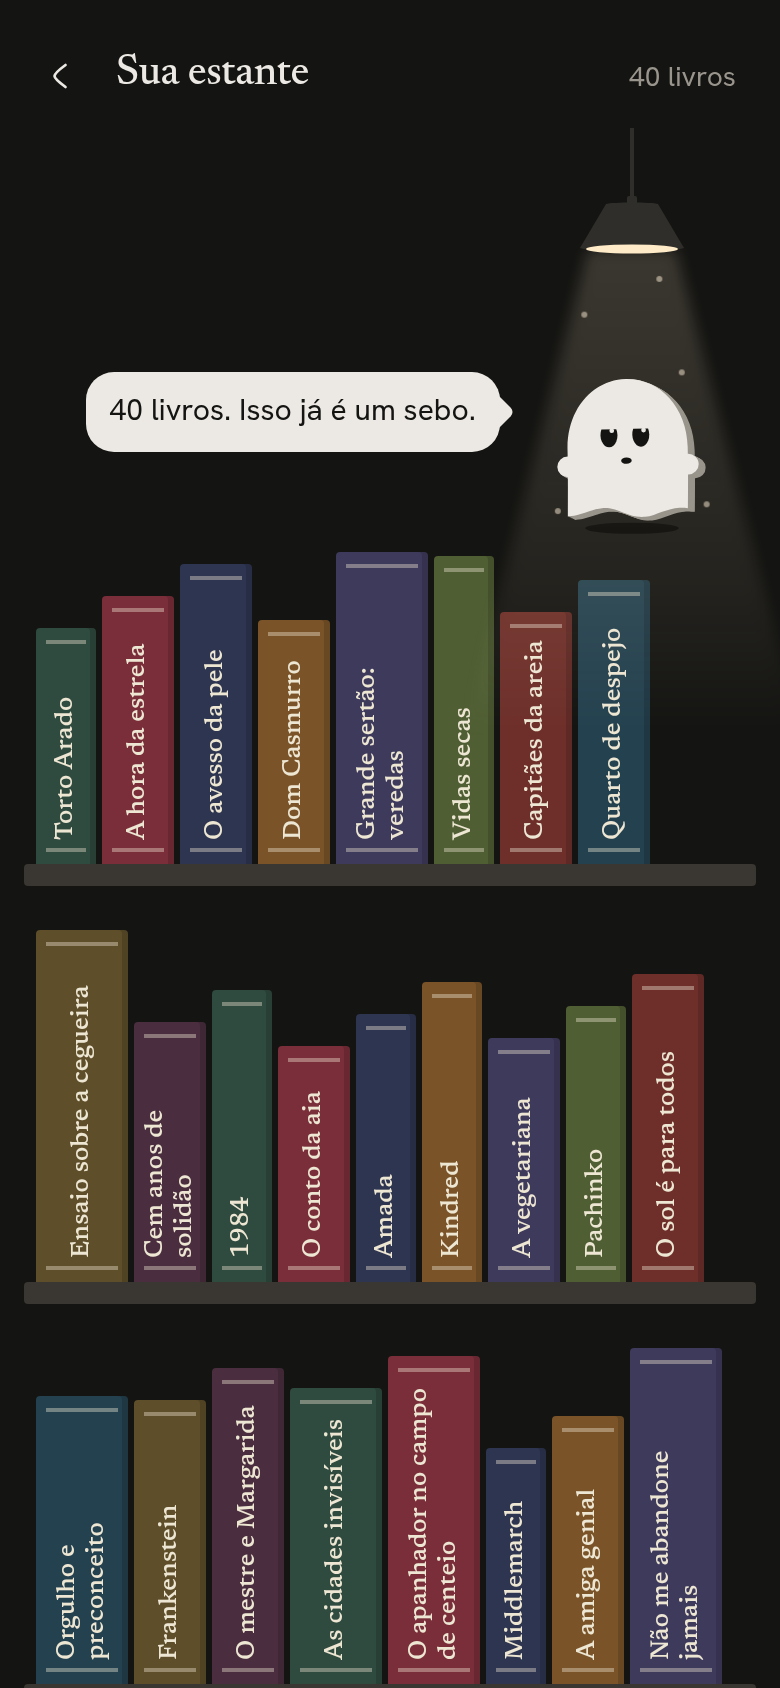 Sua estante
40 livros
40 livros. Isso já é um sebo.
Torto Arado
A hora da estrela
O avesso da pele
Dom Casmurro
Grande sertão:
veredas
Vidas secas
Capitães da areia
Quarto de despejo
Ensaio sobre a cegueira
Cem anos de
solidão
1984
O conto da aia
Amada
Kindred
A vegetariana
Pachinko
O sol é para todos
Orgulho e
preconceito
Frankenstein
O mestre e Margarida
As cidades invisíveis
O apanhador no campo
de centeio
Middlemarch
A amiga genial
Não me abandone
jamais